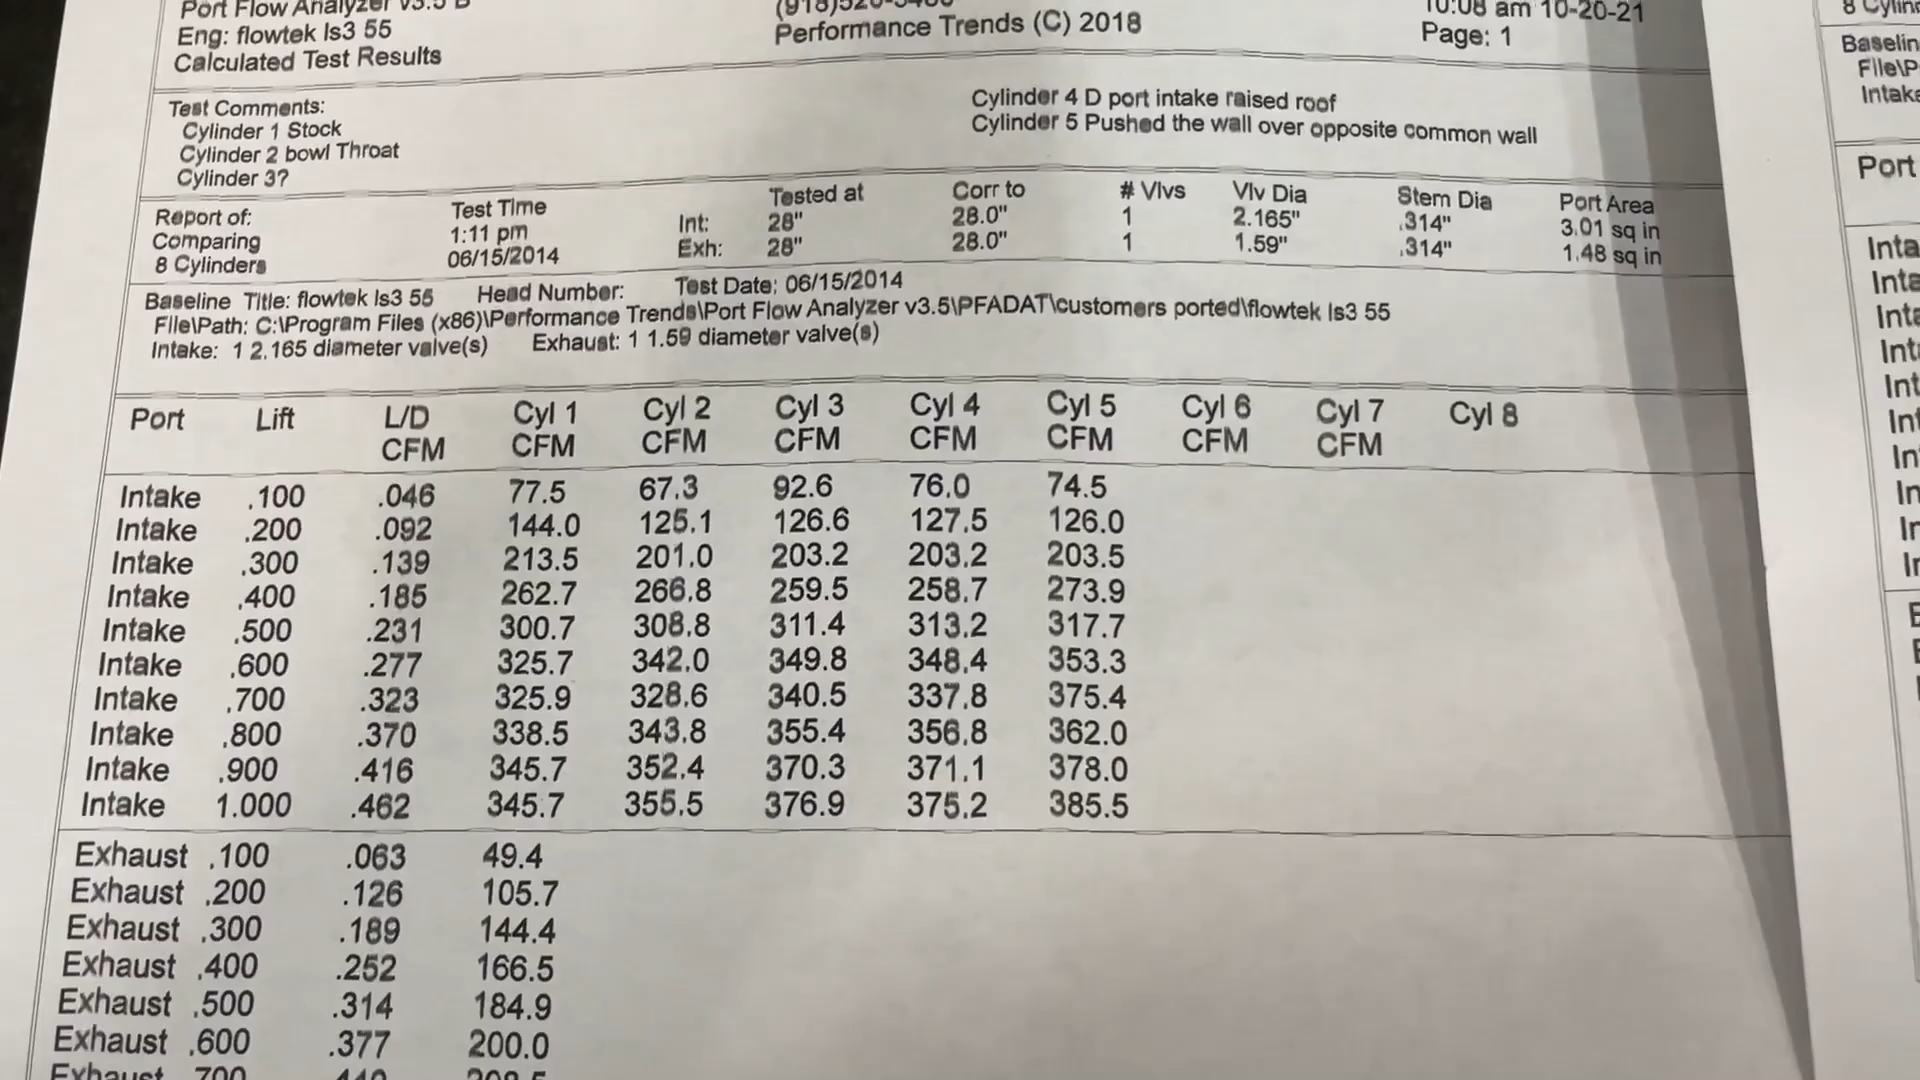 Port Flow Analyzer v3.5 B
Eng: flowtek ls3 55
Calculated Test Results
Performance Trends (C) 2018
10:08 am 10-20-21
Page: 1
Test Comments:
Cylinder 1 Stock
Cylinder 2 bowl Throat
Cylinder 3?
Cylinder 4 D port intake raised roof
Cylinder 5 Pushed the wall over opposite common wall
Report of: Test Time Tested at Corr to # Vlvs Vlv Dia Stem Dia Port Area
Comparing 1:11 pm Int: 28" 28.0" 1 2.165" .314" 3.01 sq in
8 Cylinders 06/15/2014 Exh: 28" 28.0" 1 1.59" .314" 1.48 sq in
Baseline Title: flowtek ls3 55 Head Number: Test Date: 06/15/2014
File\Path: C:\Program Files (x86)\Performance Trends\Port Flow Analyzer v3.5\PFADAT\customers ported\flowtek ls3 55
Intake: 1 2.165 diameter valve(s) Exhaust: 1 1.59 diameter valve(s)
Port Lift L/D Cyl 1 Cyl 2 Cyl 3 Cyl 4 Cyl 5 Cyl 6 Cyl 7 Cyl 8
CFM CFM CFM CFM CFM CFM CFM CFM
Intake .100 .046 77.5 67.3 92.6 76.0 74.5
Intake .200 .092 144.0 125.1 126.6 127.5 126.0
Intake .300 .139 213.5 201.0 203.2 203.2 203.5
Intake .400 .185 262.7 266.8 259.5 258.7 273.9
Intake .500 .231 300.7 308.8 311.4 313.2 317.7
Intake .600 .277 325.7 342.0 349.8 348.4 353.3
Intake .700 .323 325.9 328.6 340.5 337.8 375.4
Intake .800 .370 338.5 343.8 355.4 356.8 362.0
Intake .900 .416 345.7 352.4 370.3 371.1 378.0
Intake 1.000 .462 345.7 355.5 376.9 375.2 385.5
Exhaust .100 .063 49.4
Exhaust .200 .126 105.7
Exhaust .300 .189 144.4
Exhaust .400 .252 166.5
Exhaust .500 .314 184.9
Exhaust .600 .377 200.0
Exhaust .700
Port